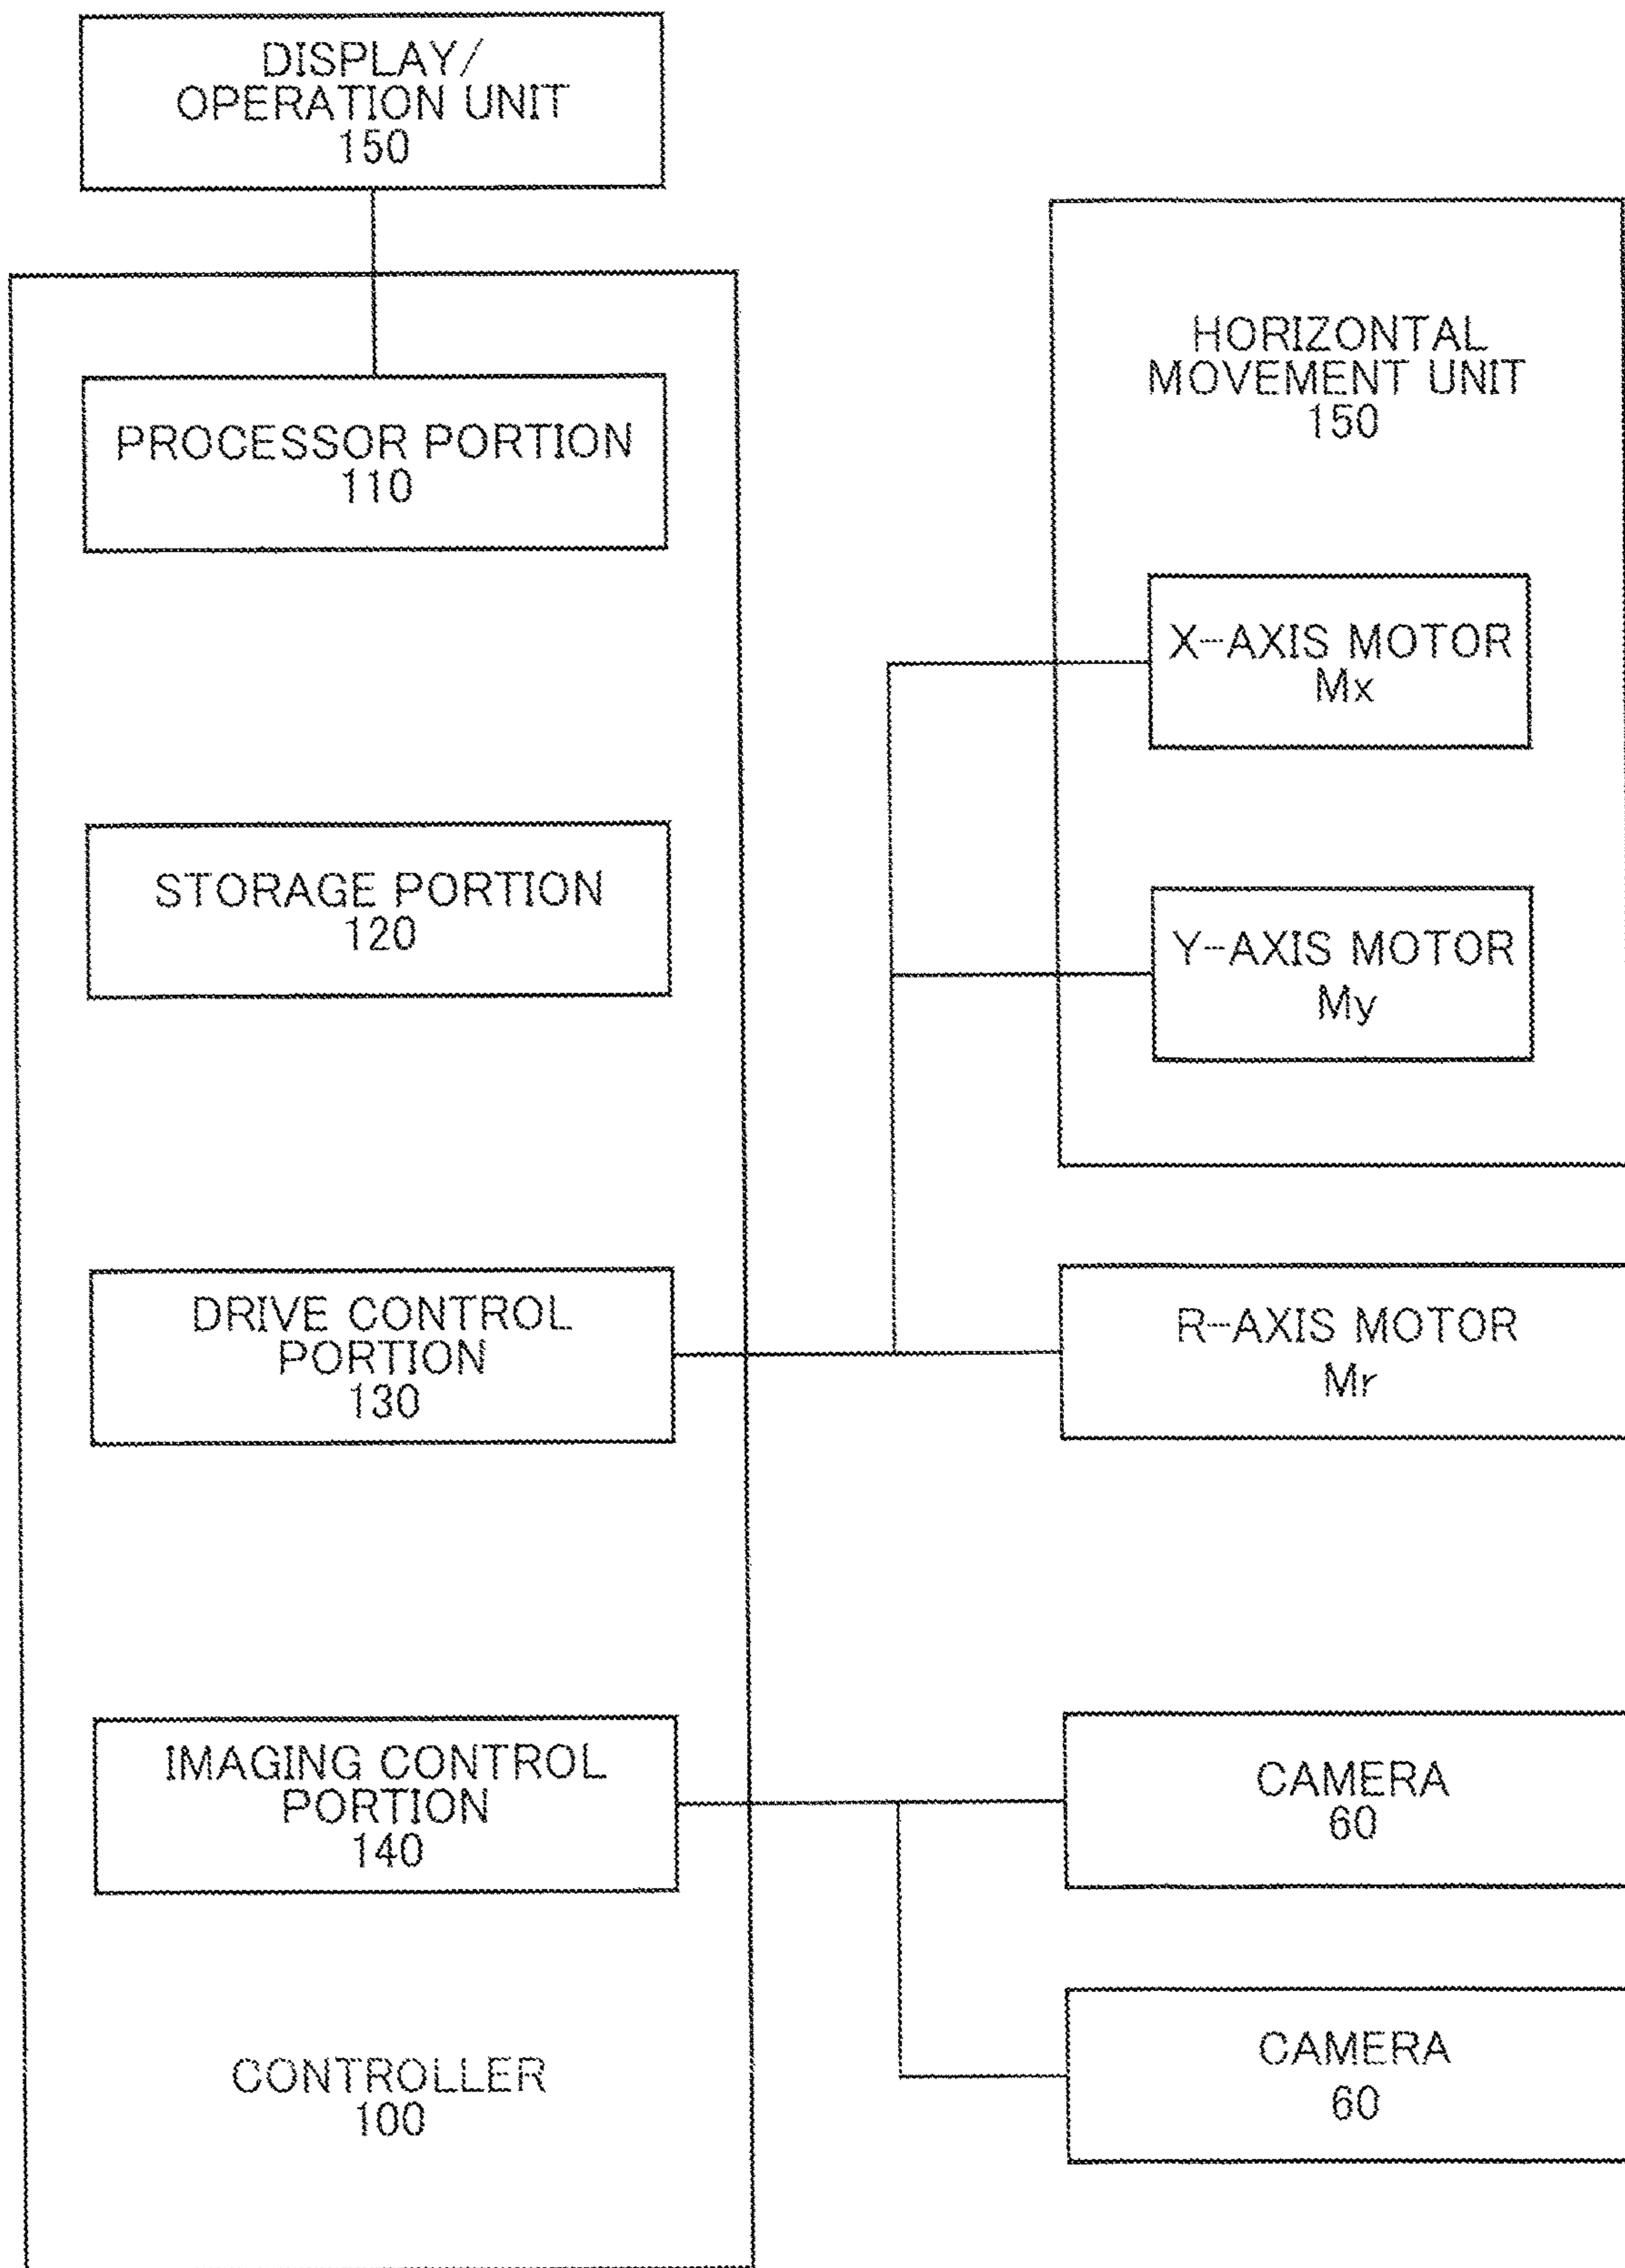 DISPLAY/
OPERATION UNIT
150
PROCESSOR PORTION
110
STORAGE PORTION
120
DRIVE CONTROL
PORTION
130
IMAGING CONTROL
PORTION
140
CONTROLLER
100
HORIZONTAL
MOVEMENT UNIT
150
X-AXIS MOTOR
Mx
Y-AXIS MOTOR
My
R-AXIS MOTOR
Mr
CAMERA
60
CAMERA
60